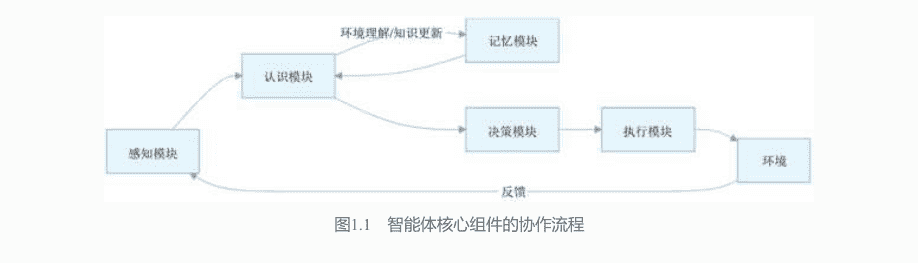 环境理解/知识更新
记忆模块
认识模块
决策模块
执行模块
感知模块
环境
反馈
图1.1 智能体核心组件的协作流程